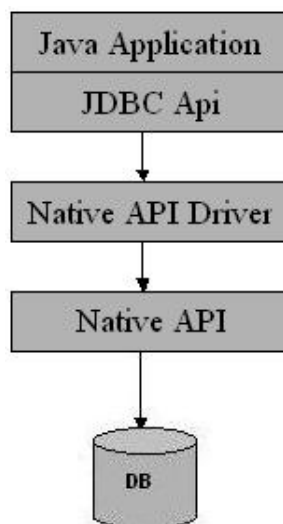 Java Application
JDBC Api
Native API Driver
Native API
DB